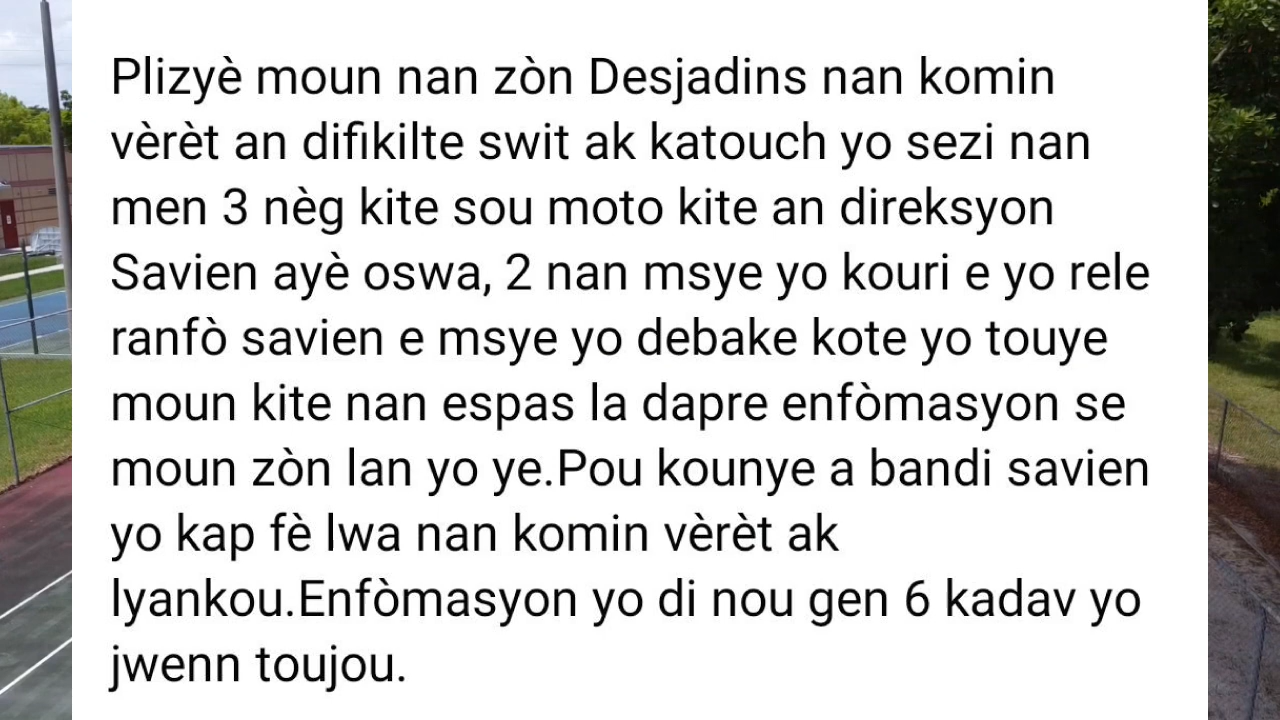 Plizyè moun nan zòn Desjadins nan komin
vèrèt an difikilte swit ak katouch yo sezi nan
men 3 nèg kite sou moto kite an direksyon
Savien ayè oswa, 2 nan msye yo kouri e yo rele
ranfò savien e msye yo debake kote yo touye
moun kite nan espas la dapre enfòmasyon se
moun zòn lan yo ye.Pou kounye a bandi savien
yo kap fè lwa nan komin vèrèt ak
lyankou.Enfòmasyon yo di nou gen 6 kadav yo
jwenn toujou.